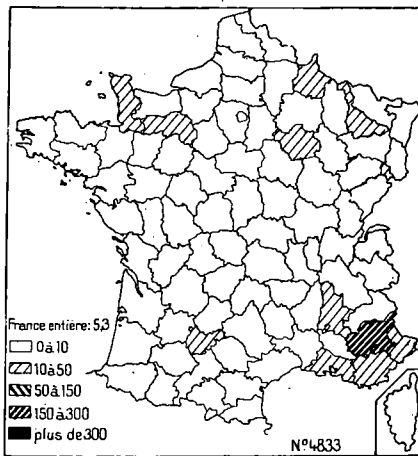 France entière: 5,3
0 à 10
10 à 50
50 à 150
150 à 300
plus de 300
N°4833